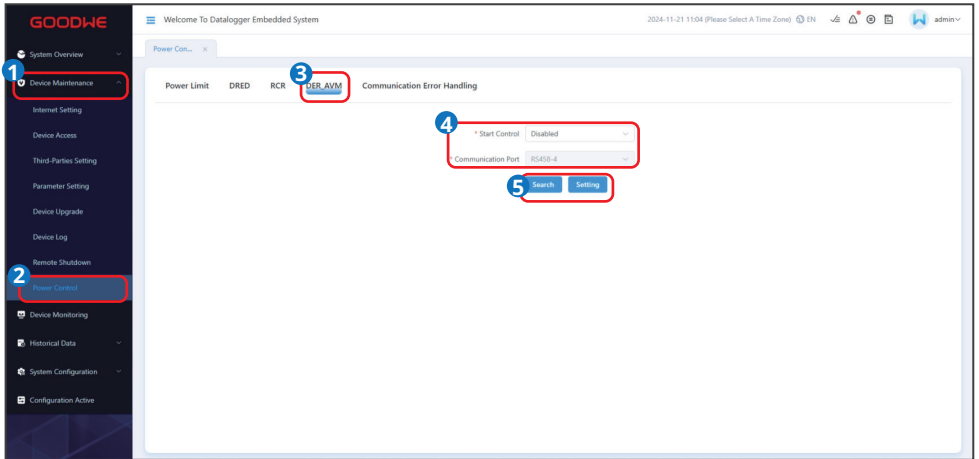 GOODWE
Welcome To Datalogger Embedded System
2024-11-21 11:04 (Please Select A Time Zone) EN admin
System Overview
Power Con... ×
1
Device Maintenance
3
Power Limit DRED RCR DER_AVM Communication Error Handling
Internet Setting
4
* Start Control Disabled
Device Access
* Communication Port RS458-4
Third-Parties Setting
5
Search Setting
Parameter Setting
Device Upgrade
Device Log
Remote Shutdown
2
Power Control
Device Monitoring
Historical Data
System Configuration
Configuration Active